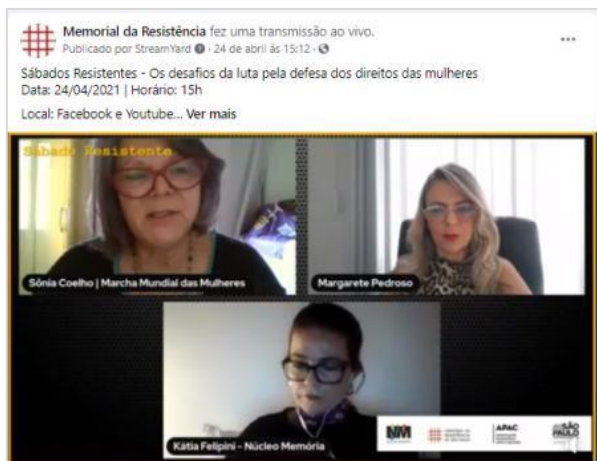 Memorial da Resistência fez uma transmissão ao vivo.
Publicado por StreamYard · 24 de abril às 15:12 ·
Sábados Resistentes - Os desafios da luta pela defesa dos direitos das mulheres
Data: 24/04/2021 | Horário: 15h
Local: Facebook e Youtube... Ver mais
Sábado Resistente
Sônia Coelho | Marcha Mundial das Mulheres
Margarete Pedroso
Kátia Felipini - Núcleo Memória
APAC
SÃO PAULO